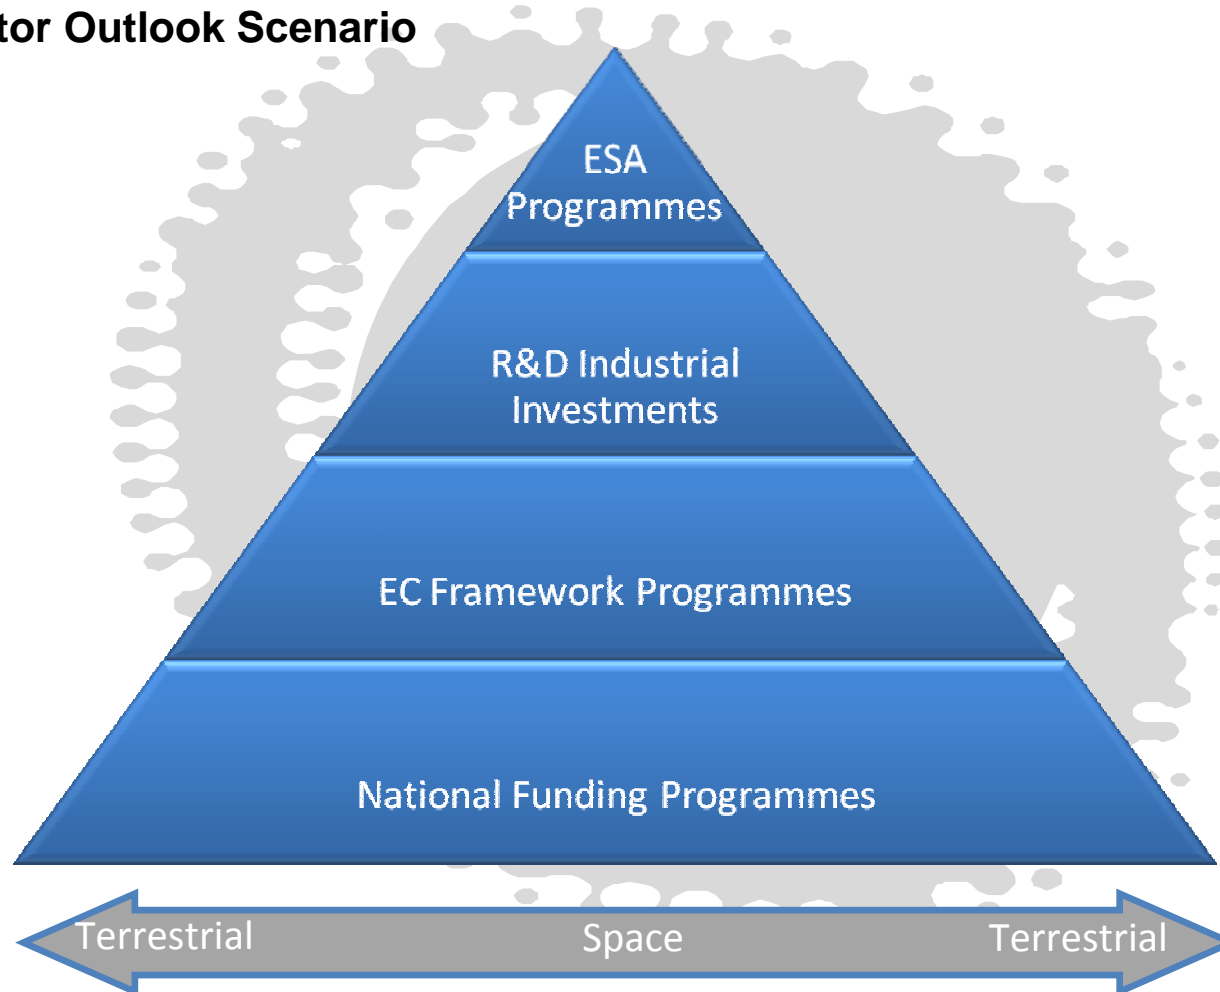 tor Outlook Scenario
ESA
Programmes
R&D Industrial
Investments
EC Framework Programmes
National Funding Programmes
Terrestrial Space Terrestrial